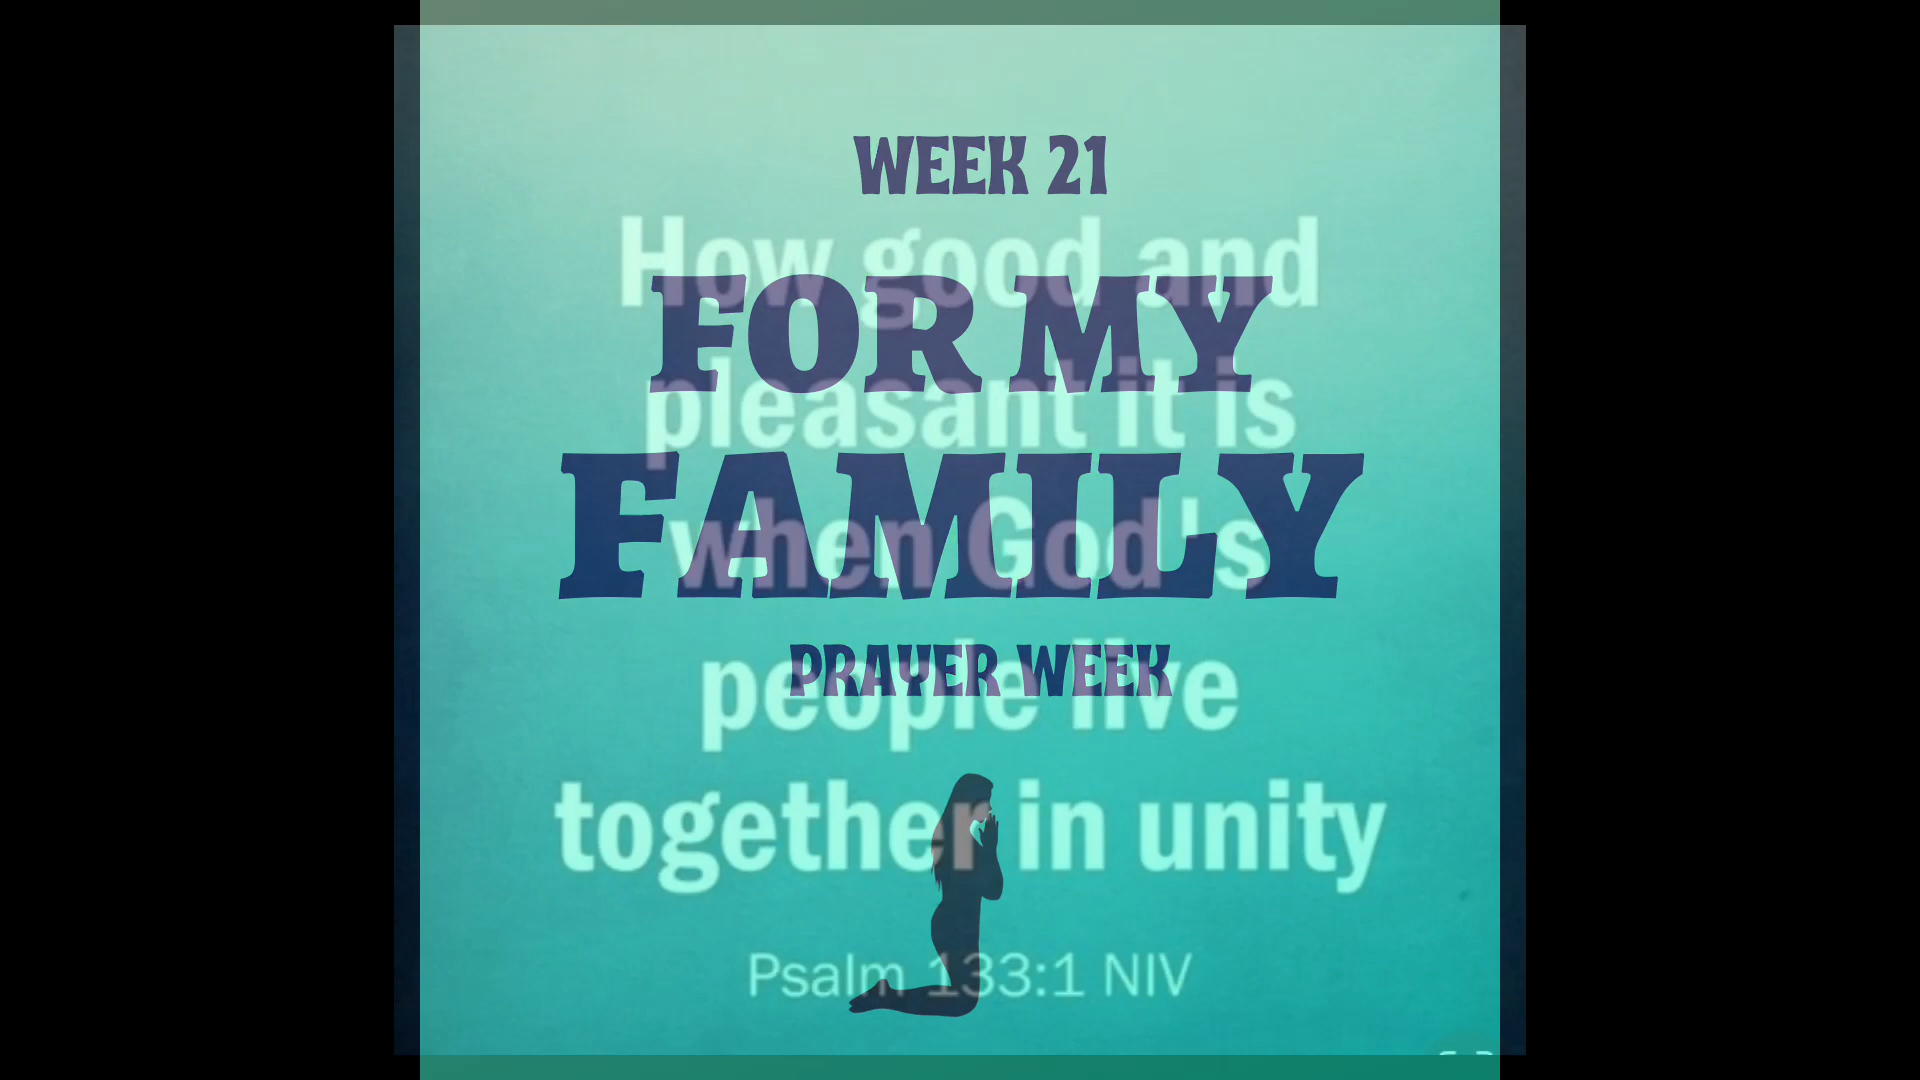 WEEK 21
FOR MY
FAMILY
PRAYER WEEK
How good and
pleasant it is
when God's
people live
together in unity
Psalm 133:1 NIV